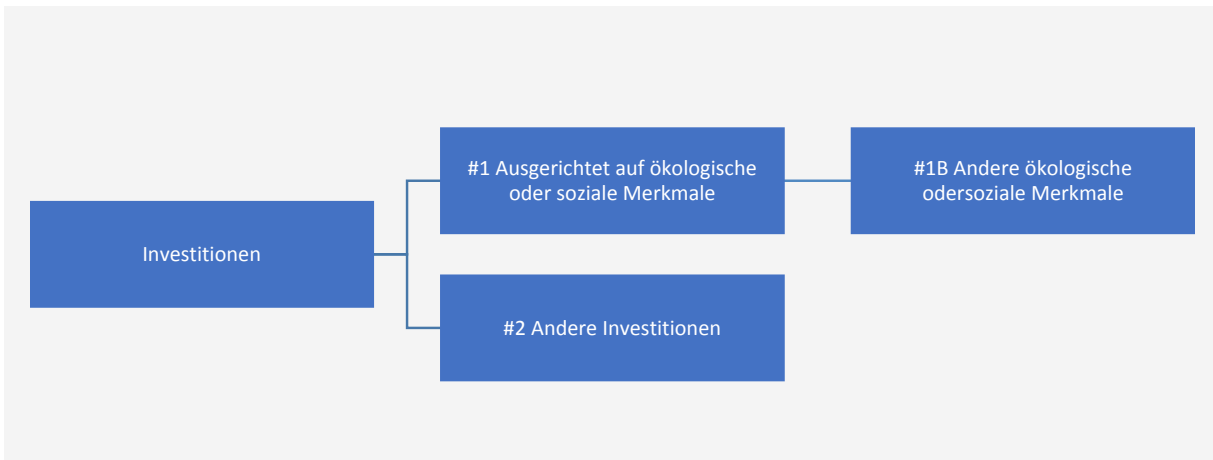 #1 Ausgerichtet auf ökologische
oder soziale Merkmale
#1B Andere ökologische
odersoziale Merkmale
Investitionen
#2 Andere Investitionen